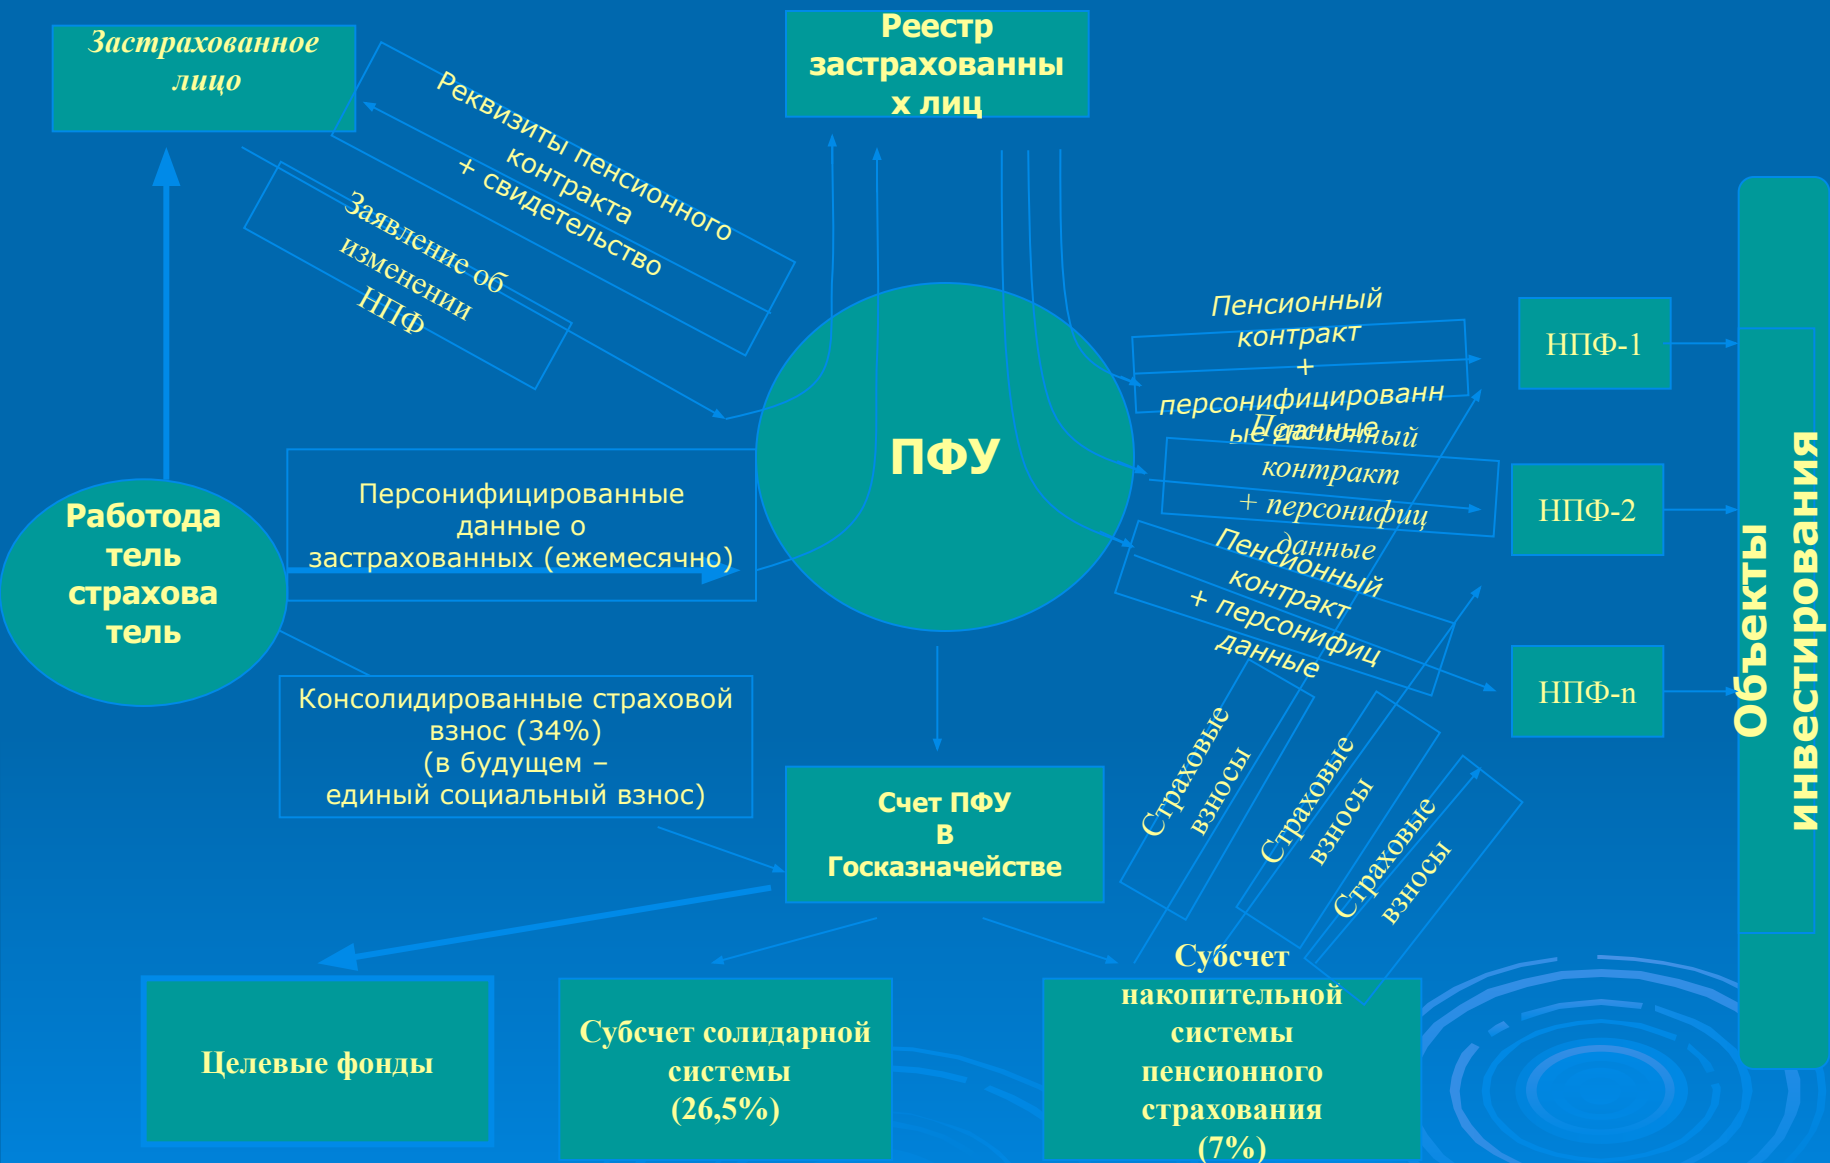 Застрахованное
лицо
Реестр
застрахованны
х лиц
Реквизиты пенсионного
контракта
+ свидетельство
Заявление об
изменении
НПФ
ПФУ
Работода
тель
страхова
тель
Персонифицированные
данные о
застрахованных (ежемесячно)
Консолидированные страховой
взнос (34%)
(в будущем –
единый социальный взнос)
Пенсионный
контракт
+
персонифицированн
ые данные
Пенсионный
контракт
+ персонифиц
данные
Пенсионный
контракт
+ персонифиц
данные
НПФ-1
НПФ-2
НПФ-n
Объекты
инвестирования
Страховые
взносы
Страховые
взносы
Страховые
взносы
Счет ПФУ
В
Госказначействе
Целевые фонды
Субсчет солидарной
системы
(26,5%)
Субсчет
накопительной
системы
пенсионного
страхования
(7%)